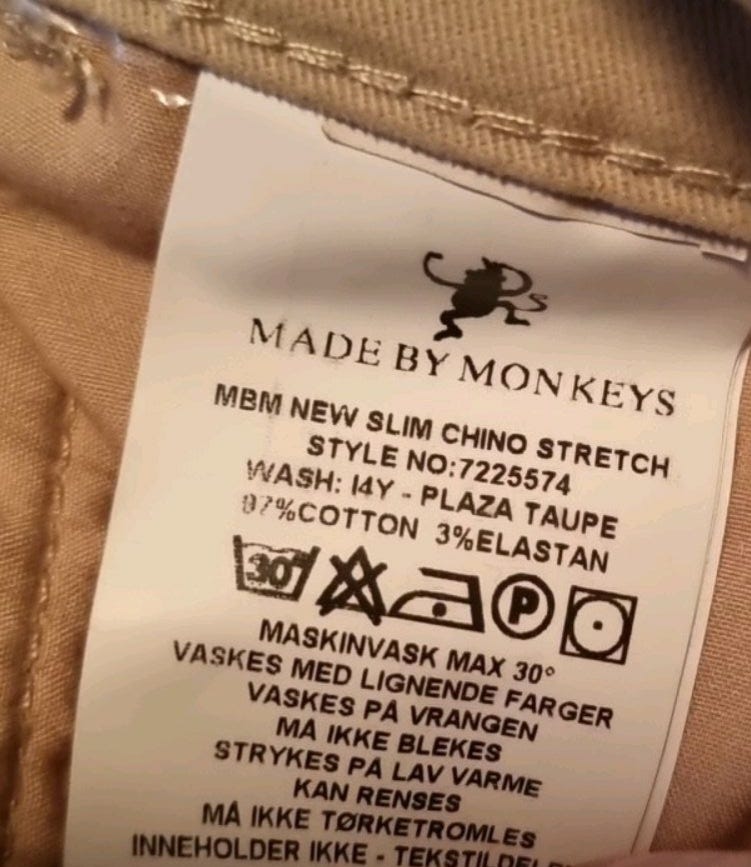 MADE BY MONKEYS
MBM NEW SLIM CHINO STRETCH
STYLE NO:7225574
WASH: I4Y - PLAZA TAUPE
97%COTTON 3%ELASTAN
30° P
MASKINVASK MAX 30°
VASKES MED LIGNENDE FARGER
VASKES PÅ VRANGEN
MÅ IKKE BLEKES
STRYKES PÅ LAV VARME
KAN RENSES
MÅ IKKE TØRKETROMLES
INNEHOLDER IKKE -